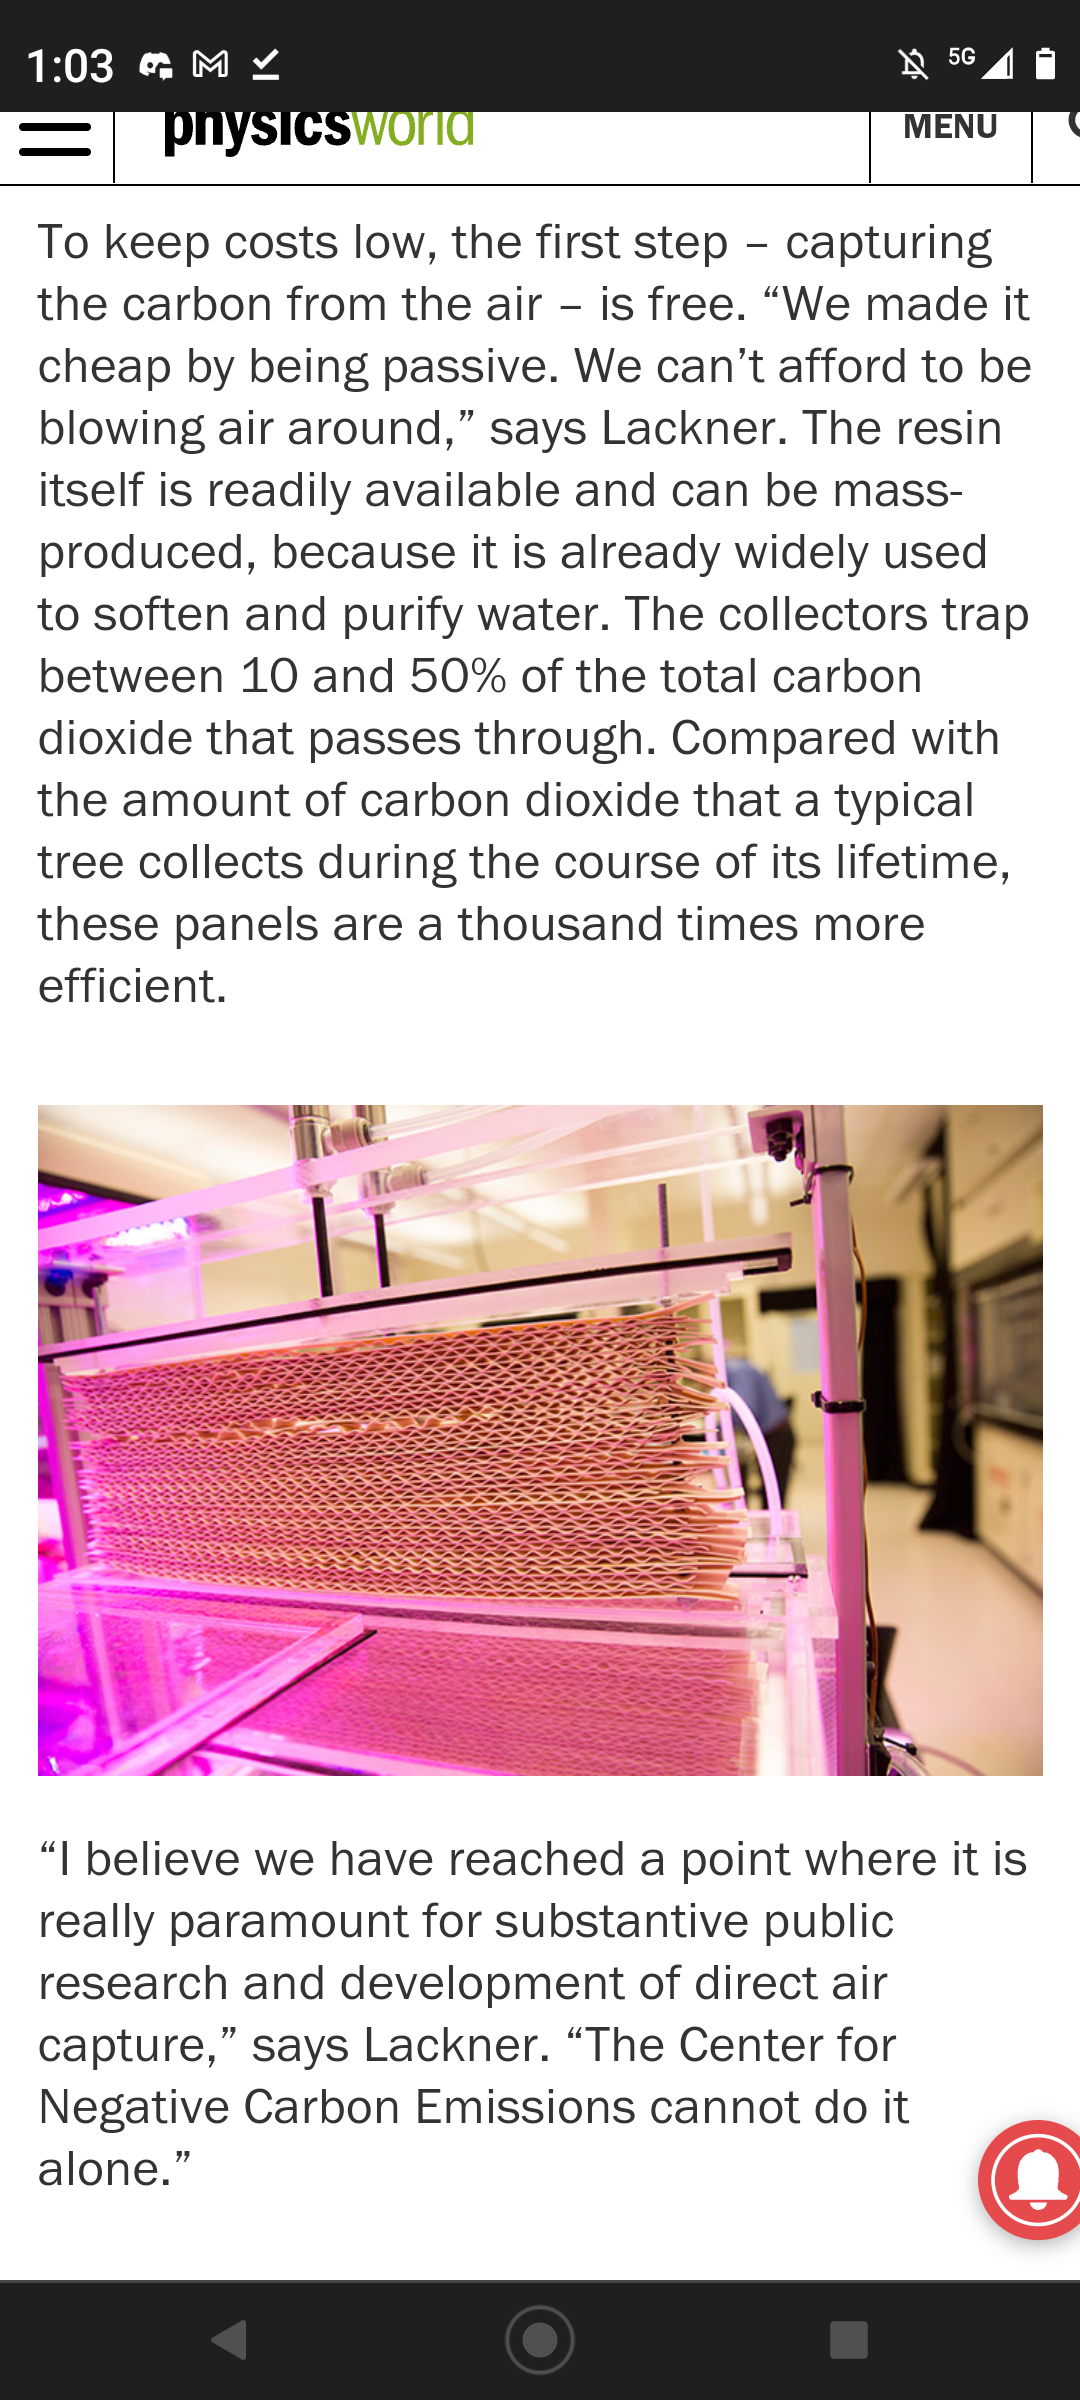 1:03
5G
physicsworld
MENU
To keep costs low, the first step – capturing
the carbon from the air – is free. “We made it
cheap by being passive. We can’t afford to be
blowing air around,” says Lackner. The resin
itself is readily available and can be mass-
produced, because it is already widely used
to soften and purify water. The collectors trap
between 10 and 50% of the total carbon
dioxide that passes through. Compared with
the amount of carbon dioxide that a typical
tree collects during the course of its lifetime,
these panels are a thousand times more
efficient.
“I believe we have reached a point where it is
really paramount for substantive public
research and development of direct air
capture,” says Lackner. “The Center for
Negative Carbon Emissions cannot do it
alone.”